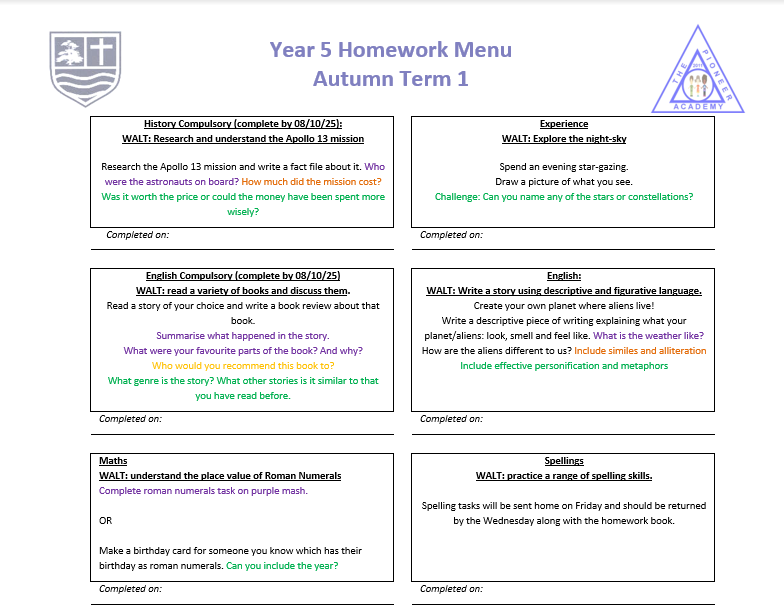 Year 5 Homework Menu
Autumn Term 1
THE PIONEER
ACADEMY
History Compulsory (complete by 08/10/25):
WALT: Research and understand the Apollo 13 mission
Research the Apollo 13 mission and write a fact file about it. Who
were the astronauts on board? How much did the mission cost?
Was it worth the price or could the money have been spent more
wisely?
Completed on:
Experience
WALT: Explore the night-sky
Spend an evening star-gazing.
Draw a picture of what you see.
Challenge: Can you name any of the stars or constellations?
Completed on:
English Compulsory (complete by 08/10/25)
WALT: read a variety of books and discuss them.
Read a story of your choice and write a book review about that
book.
Summarise what happened in the story.
What were your favourite parts of the book? And why?
Who would you recommend this book to?
What genre is the story? What other stories is it similar to that
you have read before.
Completed on:
English:
WALT: Write a story using descriptive and figurative language.
Create your own planet where aliens live!
Write a descriptive piece of writing explaining what your
planet/aliens: look, smell and feel like. What is the weather like?
How are the aliens different to us? Include similes and alliteration
Include effective personification and metaphors
Completed on:
Maths
WALT: understand the place value of Roman Numerals
Complete roman numerals task on purple mash.
OR
Make a birthday card for someone you know which has their
birthday as roman numerals. Can you include the year?
Completed on:
Spellings
WALT: practice a range of spelling skills.
Spelling tasks will be sent home on Friday and should be returned
by the Wednesday along with the homework book.
Completed on: